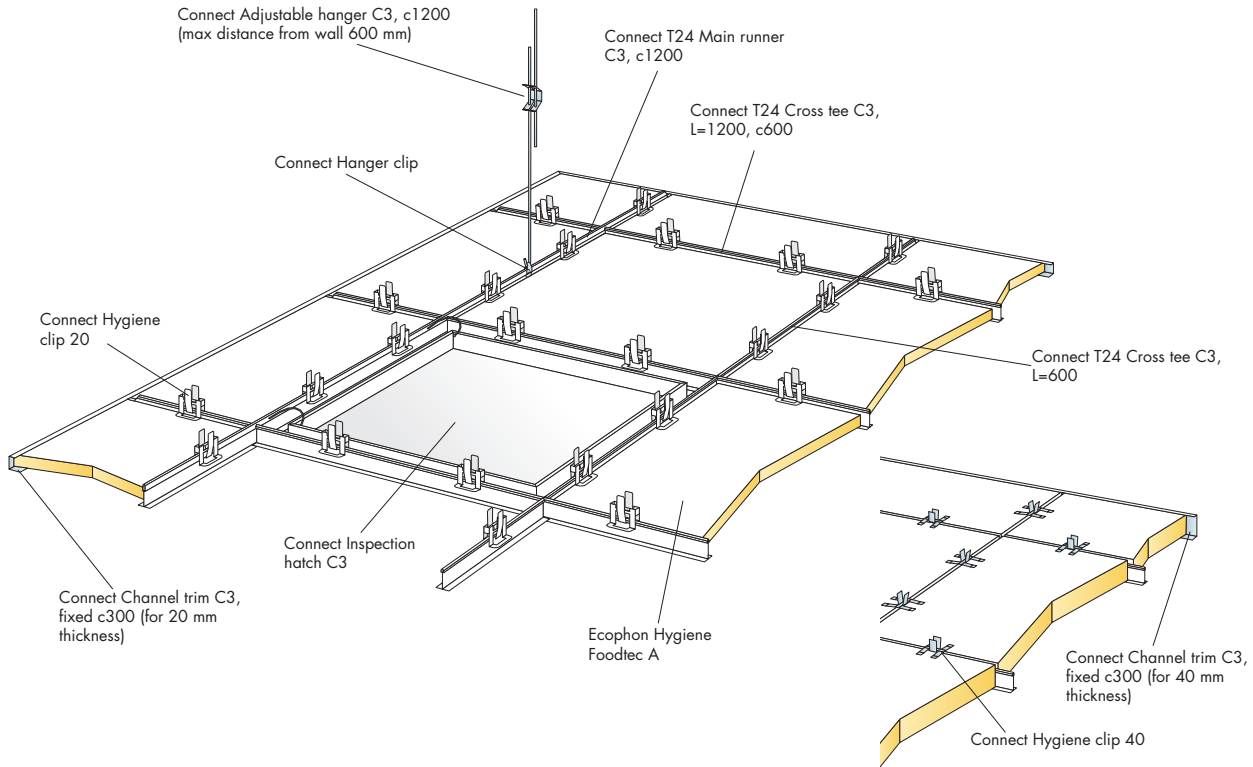 Connect Adjustable hanger C3, c1200
(max distance from wall 600 mm)
Connect T24 Main runner
C3, c1200
Connect T24 Cross tee C3,
L=1200, c600
Connect Hanger clip
Connect Hygiene
clip 20
Connect T24 Cross tee C3,
L=600
Connect Inspection
hatch C3
Connect Channel trim C3,
fixed c300 (for 20 mm
thickness)
Ecophon Hygiene
Foodtec A
Connect Channel trim C3,
fixed c300 (for 40 mm
thickness)
Connect Hygiene clip 40